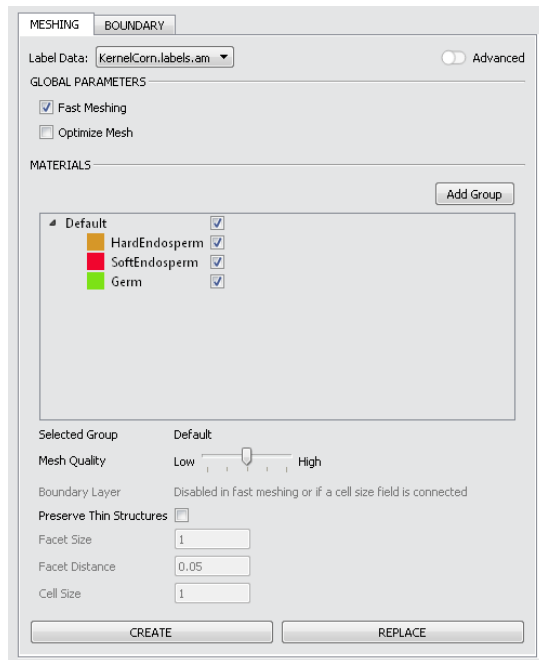 MESHING BOUNDARY
Label Data: KernelCorn.labels.am Advanced
GLOBAL PARAMETERS
Fast Meshing
Optimize Mesh
MATERIALS
Add Group
Default
HardEndosperm
SoftEndosperm
Germ
Selected Group Default
Mesh Quality Low High
Boundary Layer Disabled in fast meshing or if a cell size field is connected
Preserve Thin Structures
Facet Size 1
Facet Distance 0.05
Cell Size 1
CREATE REPLACE